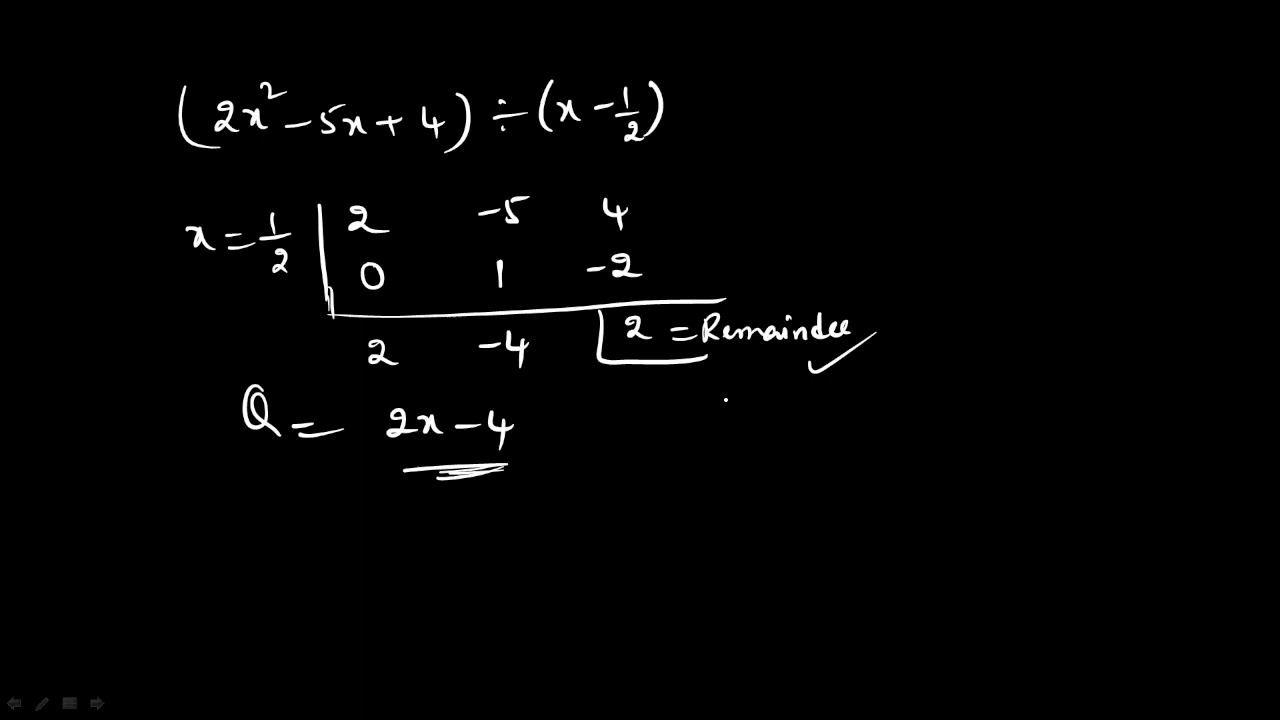 (2x² - 5x + 4) ÷ (x - 1/2)
x = 1/2 | 2 -5 4
0 1 -2
2 -4 2 = Remainder
Q = 2x - 4